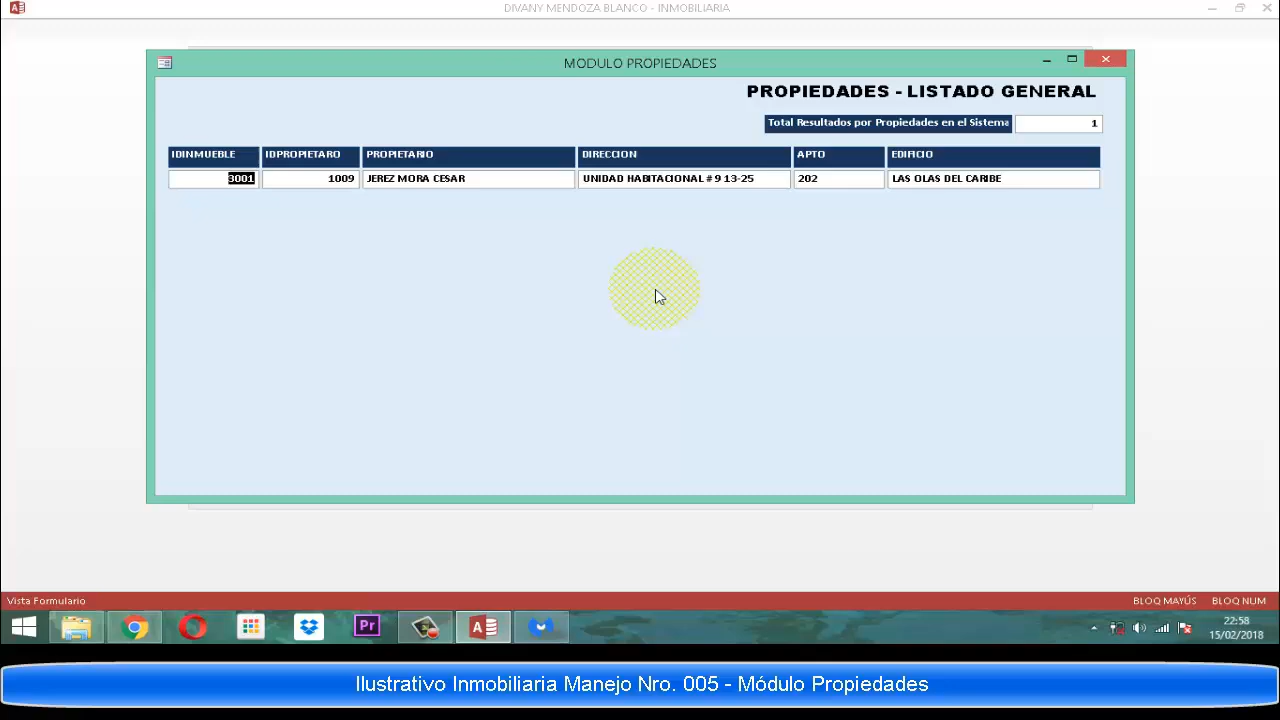 DIVANY MENDOZA BLANCO - INMOBILIARIA
MODULO PROPIEDADES
PROPIEDADES - LISTADO GENERAL
Total Resultados por Propiedades en el Sistema 1
IDINMUEBLE IDPROPIETARO PROPIETARIO DIRECCION APTO EDIFICIO
3001 1009 JEREZ MORA CESAR UNIDAD HABITACIONAL # 9 13-25 202 LAS OLAS DEL CARIBE
Vista Formulario BLOQ MAYÚS BLOQ NUM
Pr
22:58
15/02/2018
Ilustrativo Inmobiliaria Manejo Nro. 005 - Módulo Propiedades